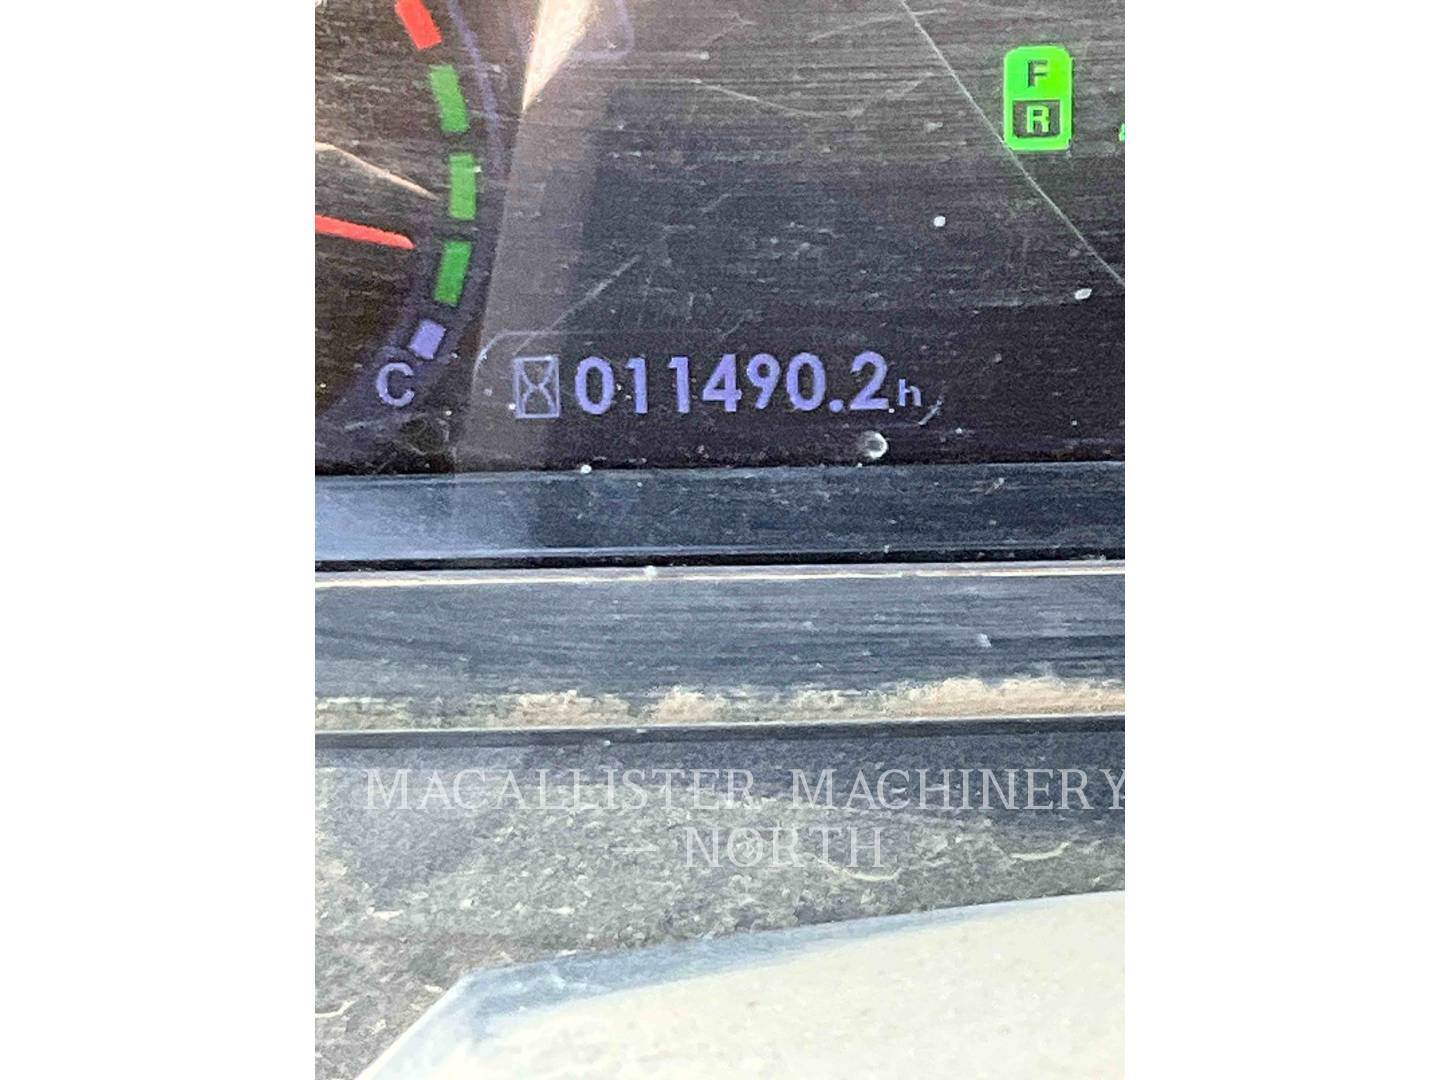 F
R
C
011490.2h
MACALLISTER MACHINERY
- NORTH